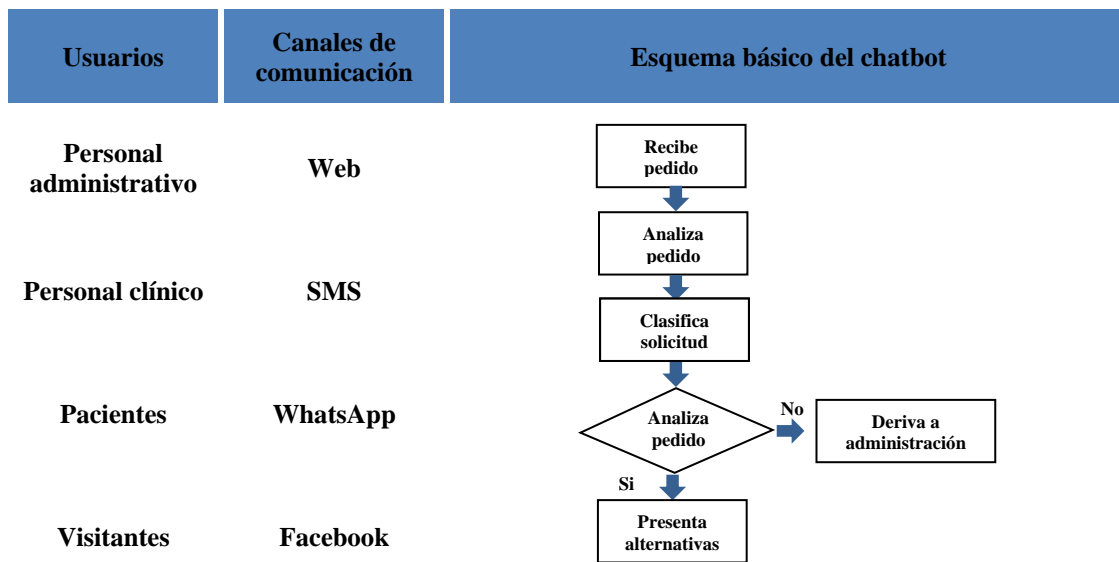 Usuarios
Canales de
comunicación
Esquema básico del chatbot
Personal
administrativo
Web
Recibe
pedido
Analiza
pedido
Personal clínico
SMS
Clasifica
solicitud
Pacientes
WhatsApp
Analiza
pedido
No
Deriva a
administración
Si
Visitantes
Facebook
Presenta
alternativas